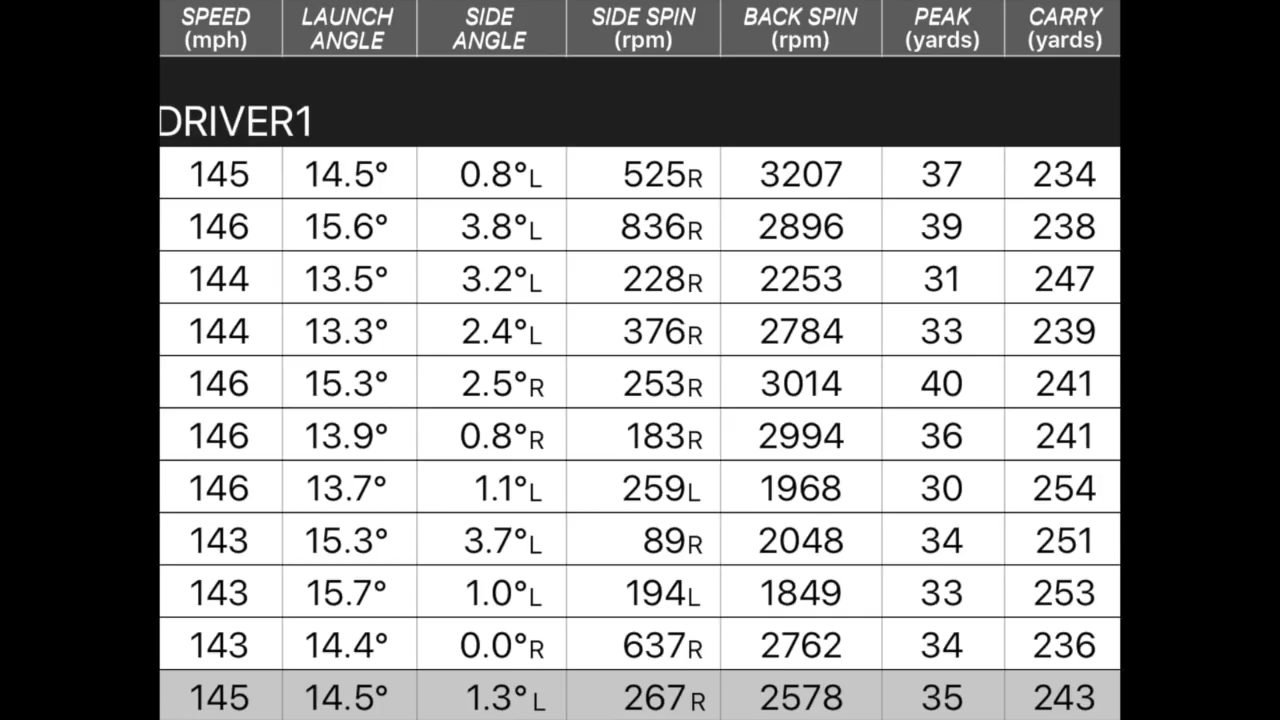 SPEED (mph) LAUNCH ANGLE SIDE ANGLE SIDE SPIN (rpm) BACK SPIN (rpm) PEAK (yards) CARRY (yards)
DRIVER1
145 14.5° 0.8°L 525R 3207 37 234
146 15.6° 3.8°L 836R 2896 39 238
144 13.5° 3.2°L 228R 2253 31 247
144 13.3° 2.4°L 376R 2784 33 239
146 15.3° 2.5°R 253R 3014 40 241
146 13.9° 0.8°R 183R 2994 36 241
146 13.7° 1.1°L 259L 1968 30 254
143 15.3° 3.7°L 89R 2048 34 251
143 15.7° 1.0°L 194L 1849 33 253
143 14.4° 0.0°R 637R 2762 34 236
145 14.5° 1.3° L 267 R 2578 35 243